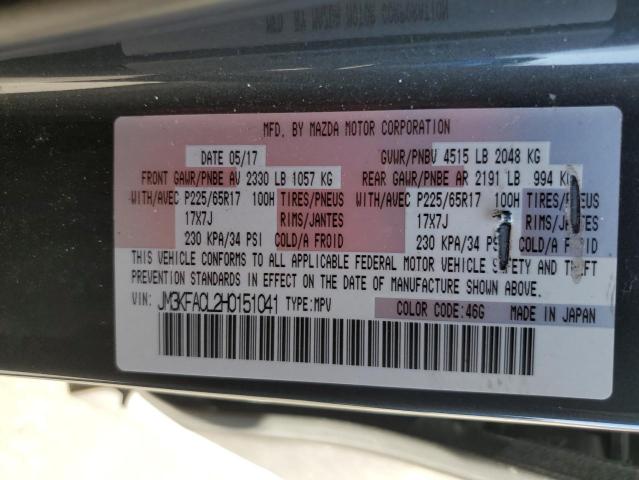 MFD. BY MAZDA MOTOR CORPORATION
DATE 05/17 GVWR/PNBV 4515 LB 2048 KG
FRONT GAWR/PNBE AV 2330 LB 1057 KG REAR GAWR/PNBE AR 2191 LB 994 KG
WITH/AVEC P225/65R17 100H TIRES/PNEUS WITH/AVEC P225/65R17 100H TIRES/PNEUS
17X7J RIMS/JANTES 17X7J RIMS/JANTES
230 KPA/34 PSI COLD/A FROID 230 KPA/34 PSI COLD/A FROID
THIS VEHICLE CONFORMS TO ALL APPLICABLE FEDERAL MOTOR VEHICLE SAFETY AND THEFT
PREVENTION STANDARDS IN EFFECT ON THE DATE OF MANUFACTURE SHOWN ABOVE.
VIN: JM3KFACL2H0151041 TYPE: MPV COLOR CODE: 46G MADE IN JAPAN